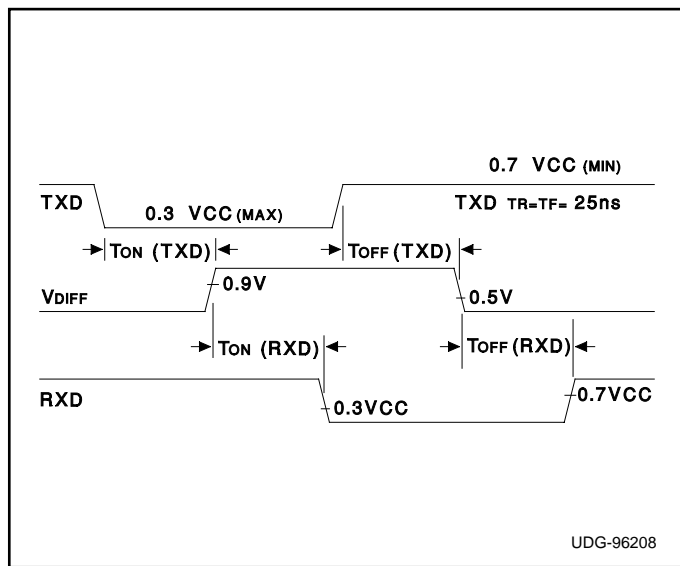 0.7 VCC (MIN)
TXD
0.3 VCC (MAX)
TXD TR=TF= 25ns
TON (TXD)
TOFF (TXD)
VDIFF
0.9V
0.5V
TON (RXD)
TOFF (RXD)
RXD
0.3VCC
0.7VCC
UDG-96208